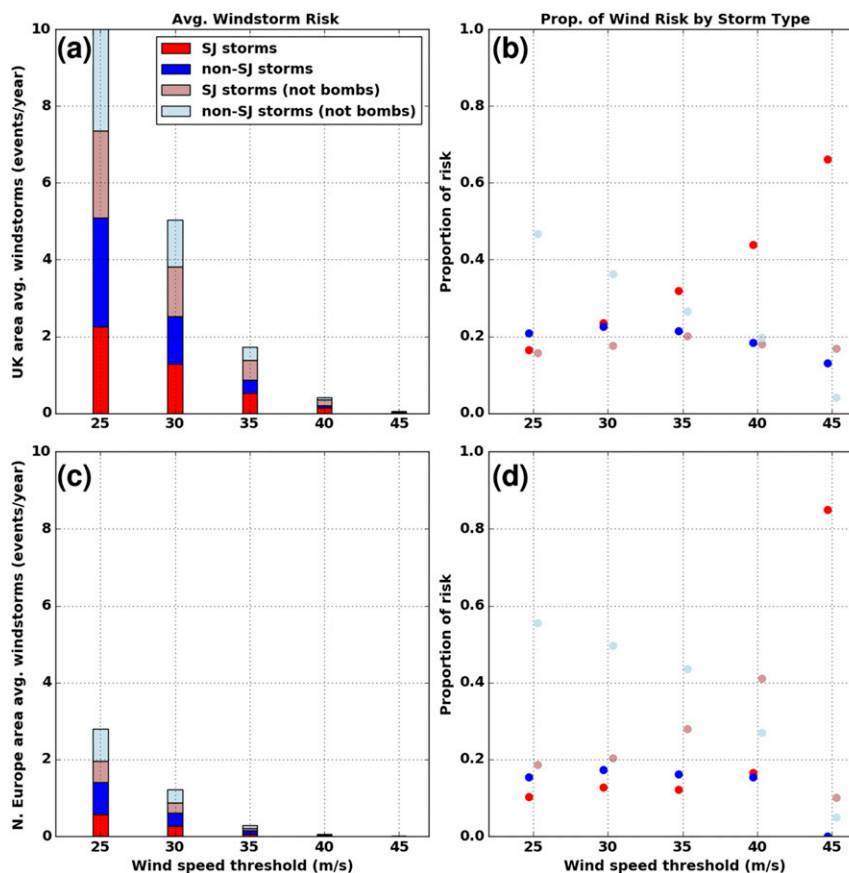 Avg. Windstorm Risk
(a)
SJ storms
non-SJ storms
SJ storms (not bombs)
non-SJ storms (not bombs)
UK area avg. windstorms (events/year)
10
8
6
4
2
0
25 30 35 40 45
Prop. of Wind Risk by Storm Type
(b)
Proportion of risk
1.0
0.8
0.6
0.4
0.2
0.0
25 30 35 40 45
(c)
N. Europe area avg. windstorms (events/year)
10
8
6
4
2
0
25 30 35 40 45
Wind speed threshold (m/s)
(d)
Proportion of risk
1.0
0.8
0.6
0.4
0.2
0.0
25 30 35 40 45
Wind speed threshold (m/s)